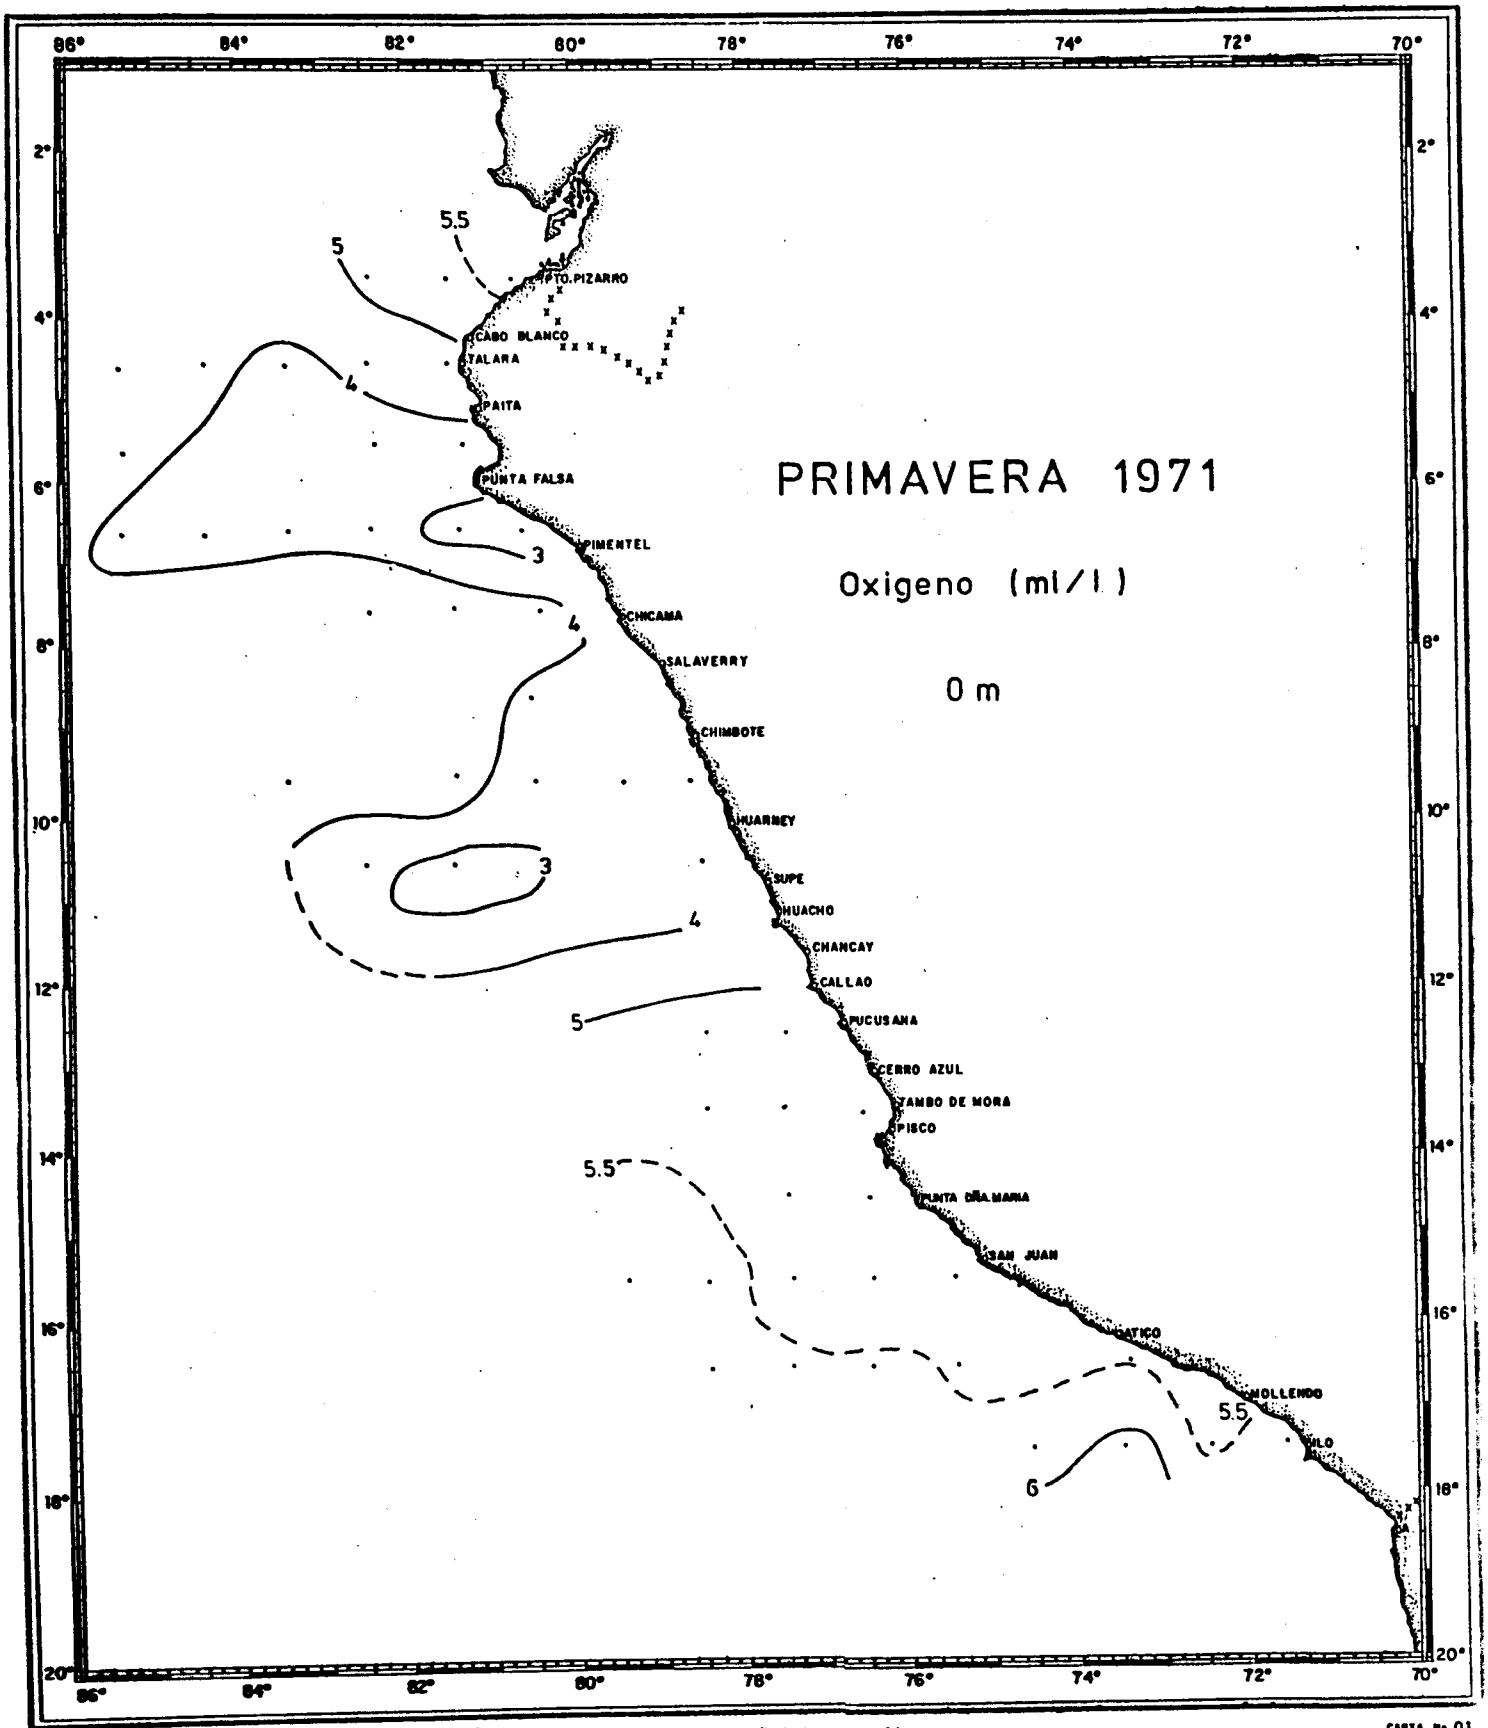 86° 84° 82° 80° 78° 76° 74° 72° 70°
2° 2°
5.5
5
PTO. PIZARRO
4° 4°
CABO BLANCO
TALARA
4
PAITA
PRIMAVERA 1971
6° PUNTA FALSA 6°
PIMENTEL
3
Oxigeno (ml/l)
CHICAMA
4
8° 8°
SALAVERRY
0 m
CHIMBOTE
10° HUARMEY 10°
3
SUPE
HUACHO
4
CHANCAY
12° CALLAO 12°
5
PUCUSANA
CERRO AZUL
TAMBO DE MORA
PISCO
14° 14°
5.5
PUNTA DÑA. MARIA
SAN JUAN
16° 16°
ATICO
MOLLENDO
5.5
ILO
6
18° 18°
20° 20°
86° 84° 82° 80° 78° 76° 74° 72° 70°
CARTA No 01